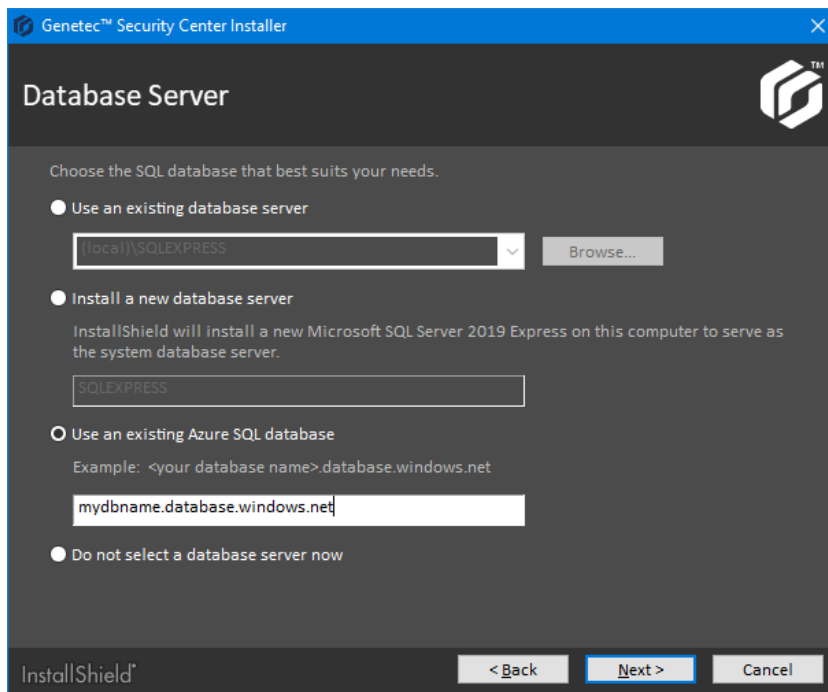 Genetec™ Security Center Installer
Database Server
TM
Choose the SQL database that best suits your needs.
Use an existing database server
(local)\SQLEXPRESS
Browse...
Install a new database server
InstallShield will install a new Microsoft SQL Server 2019 Express on this computer to serve as
the system database server.
SQLEXPRESS
Use an existing Azure SQL database
Example: <your database name>.database.windows.net
mydbname.database.windows.net
Do not select a database server now
InstallShield®
< Back
Next >
Cancel